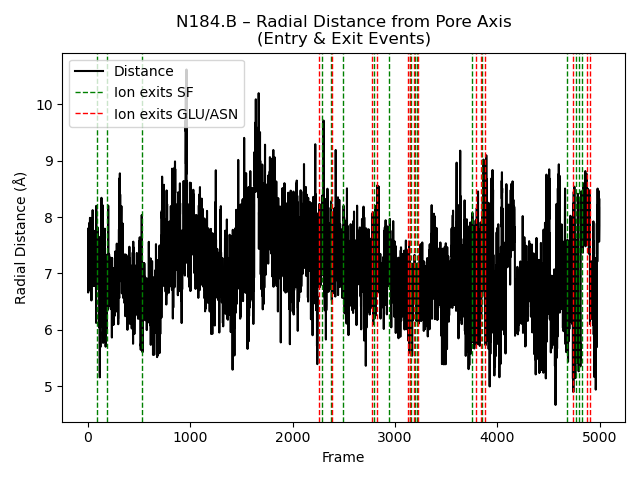 N184.B – Radial Distance from Pore Axis
(Entry & Exit Events)
Distance
Ion exits SF
Ion exits GLU/ASN
Radial Distance (Å)
10
9
8
7
6
5
0
1000
2000
3000
4000
5000
Frame